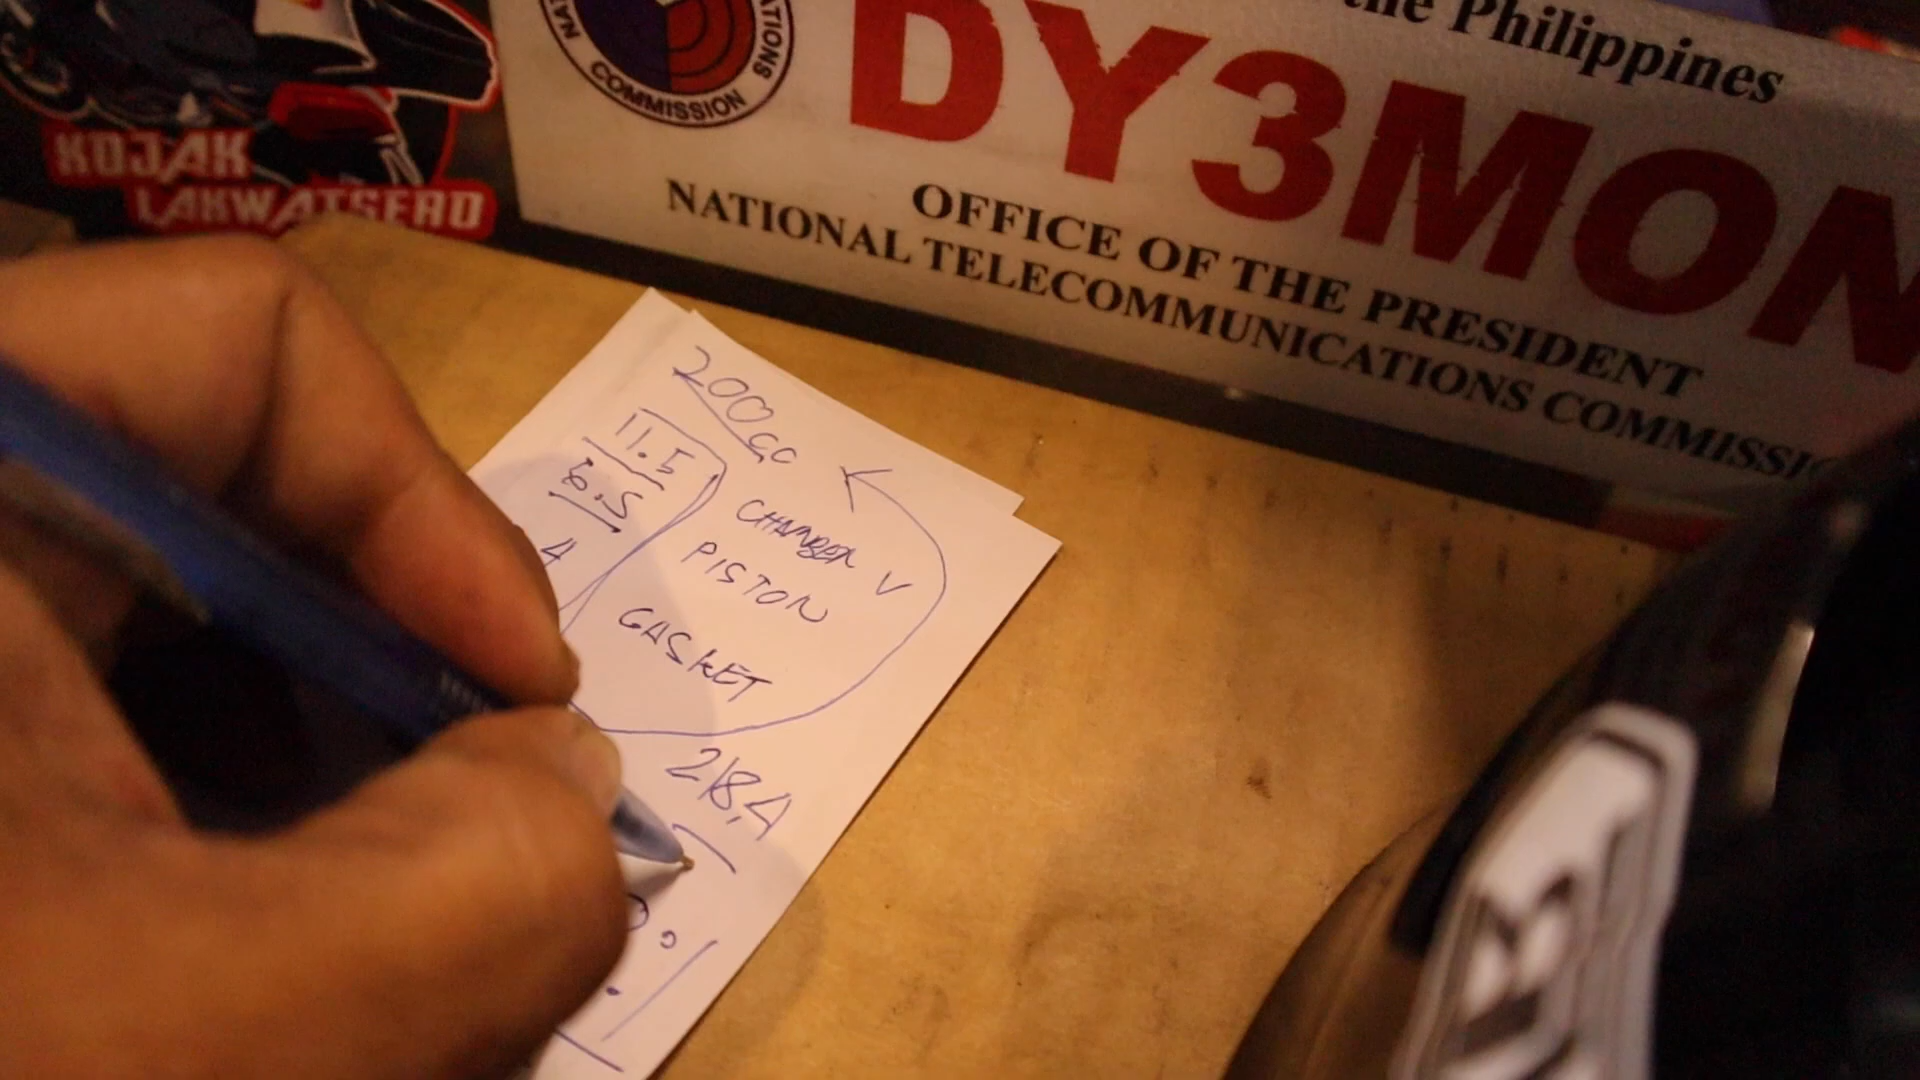 the Philippines
COMMISSION
DY3MON
OFFICE OF THE PRESIDENT
NATIONAL TELECOMMUNICATIONS COMMISSI
KOJAK
LAKWATSERO
200cc
11.5
6.5
4
CHAMBER V
PISTON
GASKET
218.4